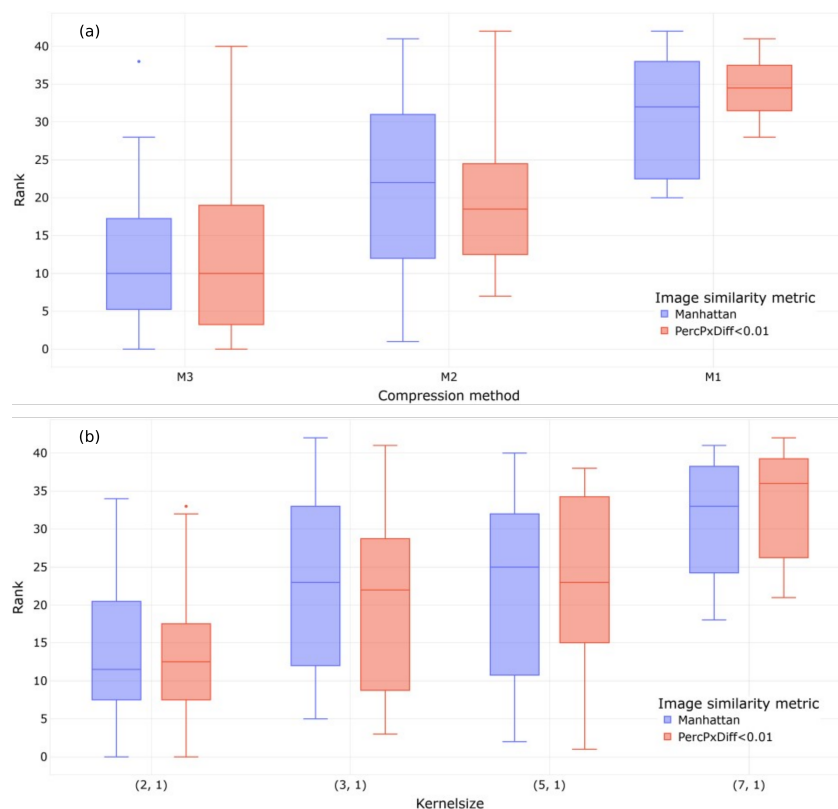 (a)
40
35
30
25
20
15
10
5
0
Rank
Image similarity metric
Manhattan
PercPxDiff<0.01
M3 M2 M1
Compression method
(b)
40
35
30
25
20
15
10
5
0
Rank
Image similarity metric
Manhattan
PercPxDiff<0.01
(2, 1) (3, 1) (5, 1) (7, 1)
Kernelsize